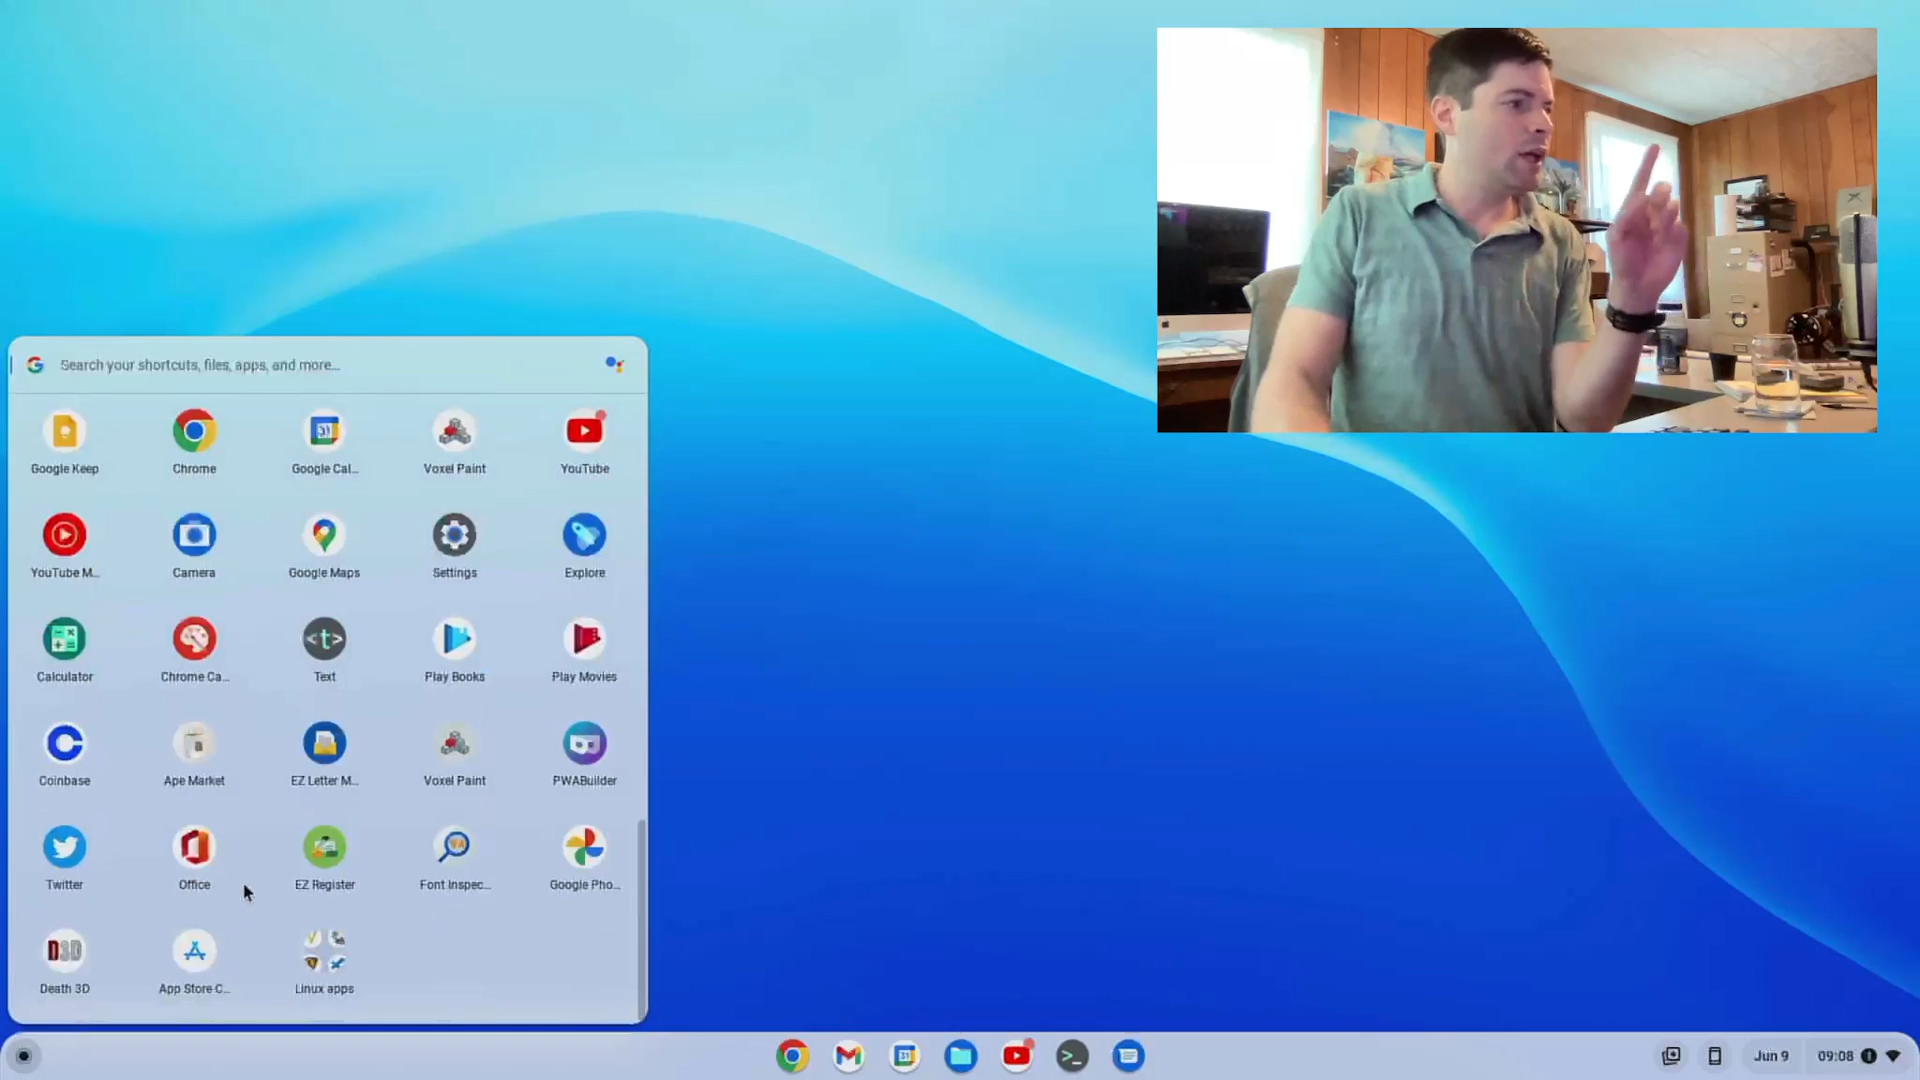 Search your shortcuts, files, apps, and more...
Google Keep
Chrome
Google Cal...
Voxel Paint
YouTube
YouTube M...
Camera
Google Maps
Settings
Explore
Calculator
Chrome Ca...
<t>
Text
Play Books
Play Movies
Coinbase
Ape Market
EZ Letter M...
Voxel Paint
PWABuilder
Twitter
Office
EZ Register
Font Inspec...
Google Pho...
D3D
Death 3D
App Store C...
Linux apps
31
Jun 9
09:08